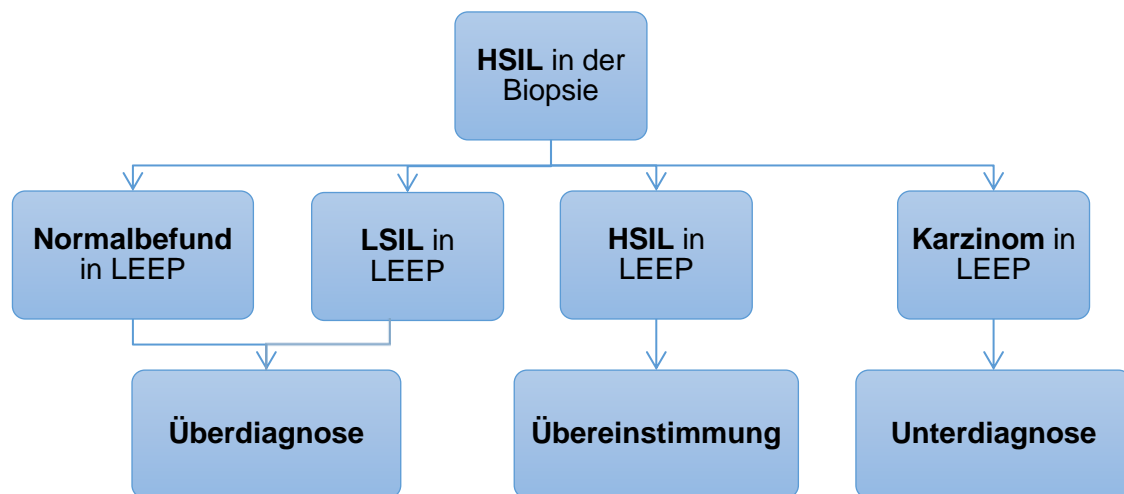 HSIL in der
Biopsie
Normalbefund
in LEEP
LSIL in
LEEP
HSIL in
LEEP
Karzinom in
LEEP
Überdiagnose
Übereinstimmung
Unterdiagnose